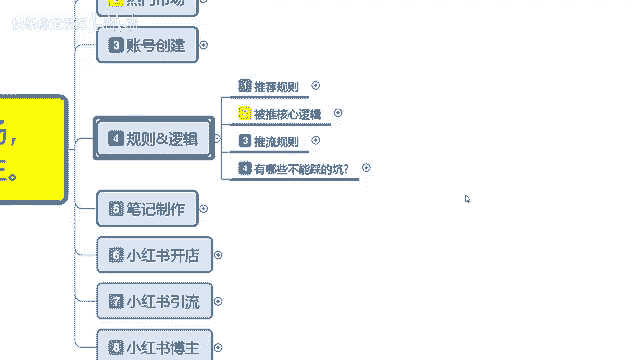 2 热门市场
3 账号创建
1 推荐规则
2 被推核心逻辑
4 规则&逻辑
3 推流规则
4 有哪些不能踩的坑?
5 笔记制作
6 小红书开店
7 小红书引流
8 小红书博主